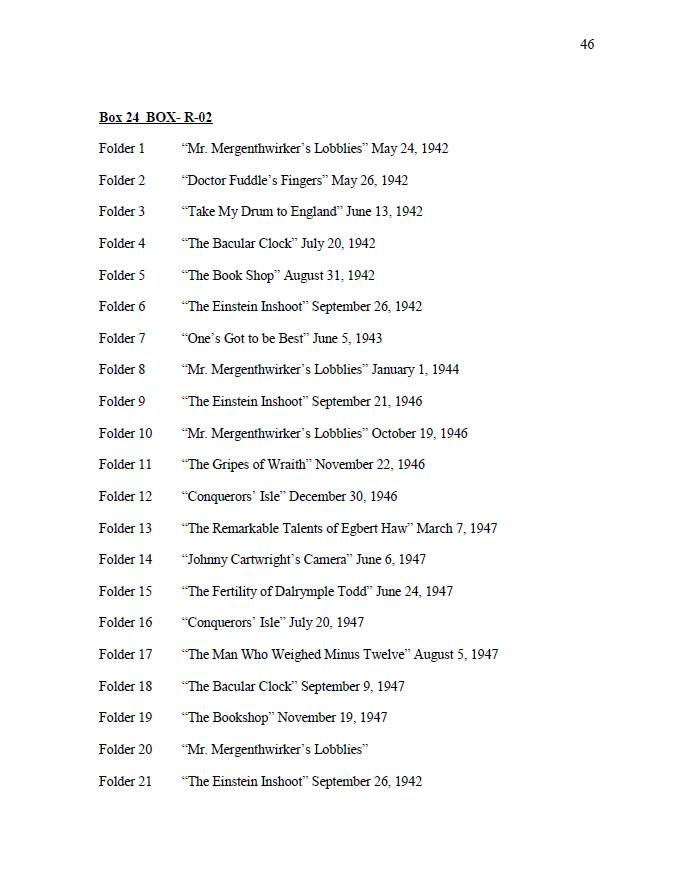 46
Box 24 BOX- R-02
Folder 1 “Mr. Mergenthwirker’s Lobblies” May 24, 1942
Folder 2 “Doctor Fuddle’s Fingers” May 26, 1942
Folder 3 “Take My Drum to England” June 13, 1942
Folder 4 “The Bacular Clock” July 20, 1942
Folder 5 “The Book Shop” August 31, 1942
Folder 6 “The Einstein Inshoot” September 26, 1942
Folder 7 “One’s Got to be Best” June 5, 1943
Folder 8 “Mr. Mergenthwirker’s Lobblies” January 1, 1944
Folder 9 “The Einstein Inshoot” September 21, 1946
Folder 10 “Mr. Mergenthwirker’s Lobblies” October 19, 1946
Folder 11 “The Gripes of Wraith” November 22, 1946
Folder 12 “Conquerors’ Isle” December 30, 1946
Folder 13 “The Remarkable Talents of Egbert Haw” March 7, 1947
Folder 14 “Johnny Cartwright’s Camera” June 6, 1947
Folder 15 “The Fertility of Dalrymple Todd” June 24, 1947
Folder 16 “Conquerors’ Isle” July 20, 1947
Folder 17 “The Man Who Weighed Minus Twelve” August 5, 1947
Folder 18 “The Bacular Clock” September 9, 1947
Folder 19 “The Bookshop” November 19, 1947
Folder 20 “Mr. Mergenthwirker’s Lobblies”
Folder 21 “The Einstein Inshoot” September 26, 1942